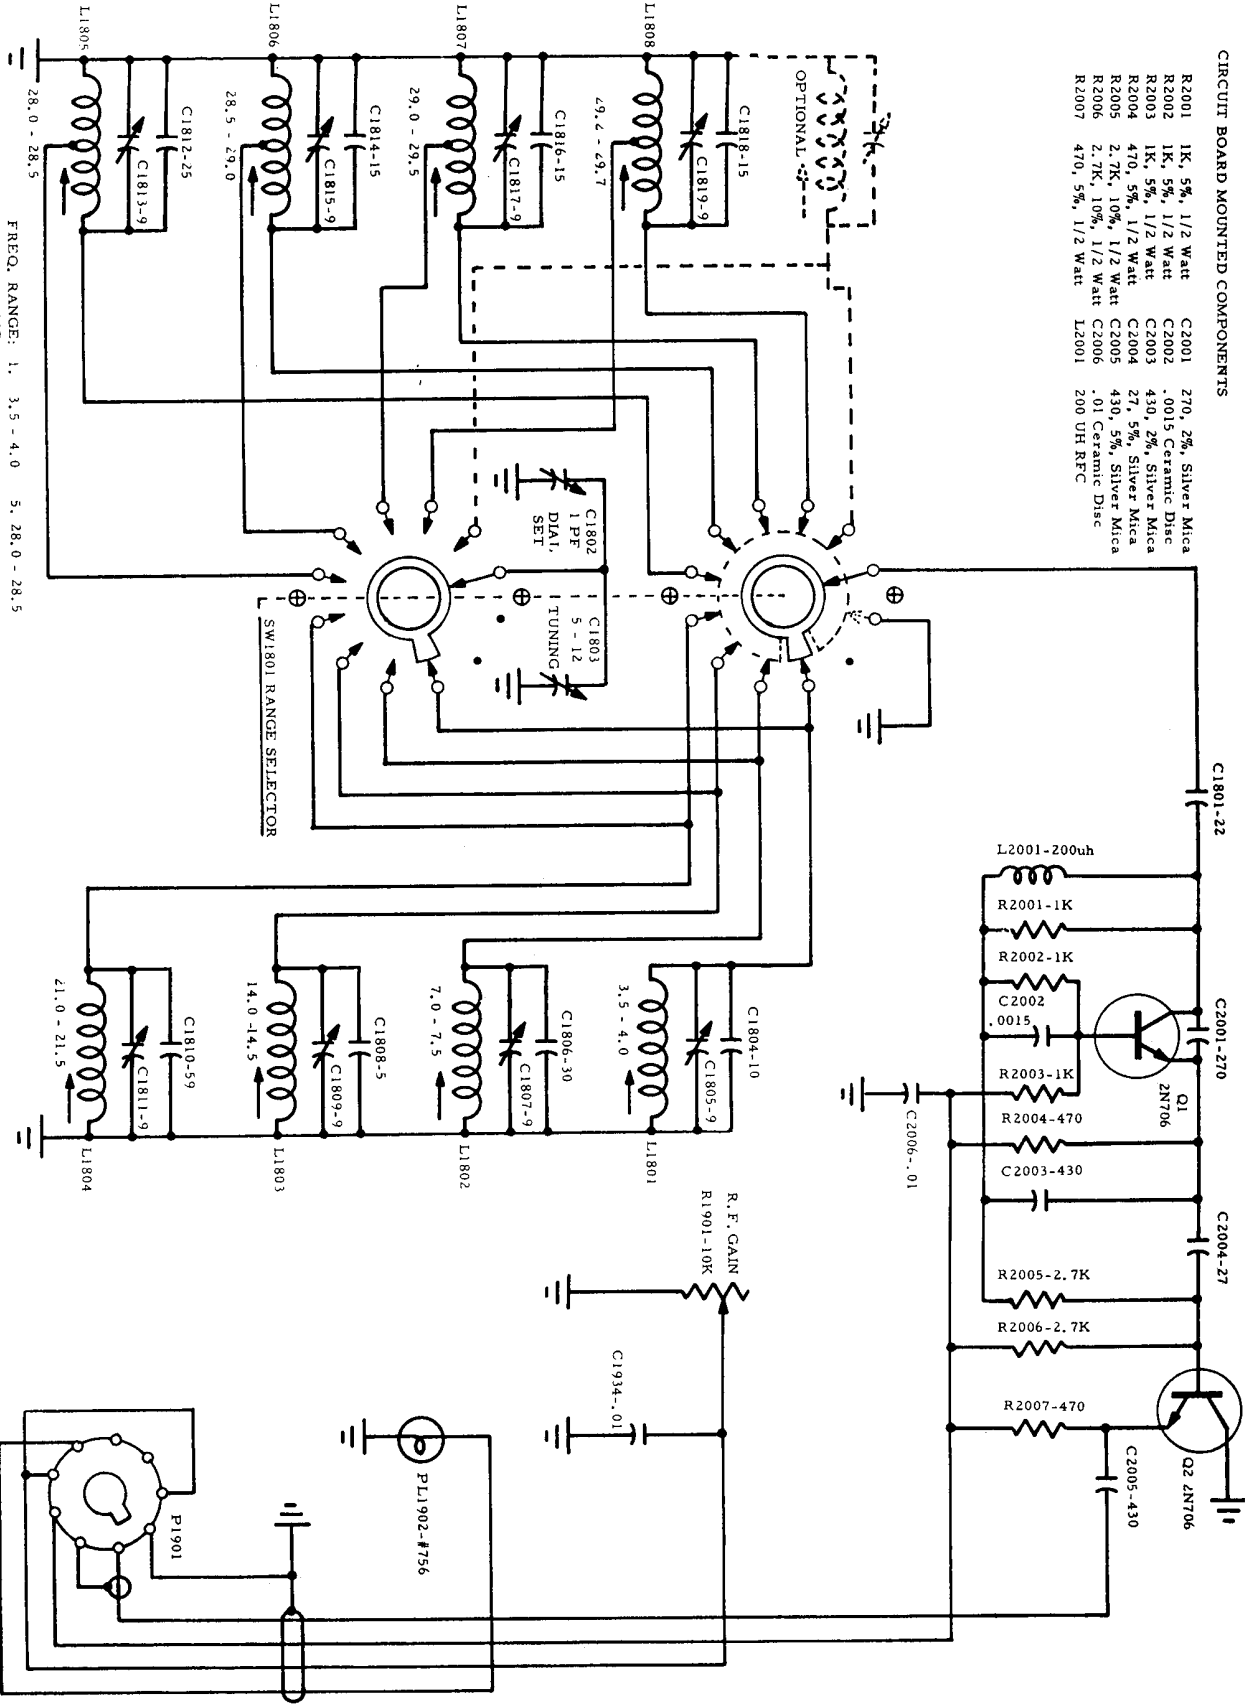 CIRCUIT BOARD MOUNTED COMPONENTS
R2001 1K, 5%, 1/2 Watt C2001 270, 2%, Silver Mica
R2002 1K, 5%, 1/2 Watt C2002 .0015 Ceramic Disc
R2003 1K, 5%, 1/2 Watt C2003 430, 2%, Silver Mica
R2004 470, 5%, 1/2 Watt C2004 27, 5%, Silver Mica
R2005 2.7K, 10%, 1/2 Watt C2005 430, 5%, Silver Mica
R2006 2.7K, 10%, 1/2 Watt C2006 .01 Ceramic Disc
R2007 470, 5%, 1/2 Watt L2001 200 UH RFC
C1801-22
L2001-200uh
R2001-1K
R2002-1K
C2002
.0015
R2003-1K
R2004-470
C2003-430
R2005-2.7K
R2006-2.7K
R2007-470
C2001-270
Q1
2N706
C2004-27
Q2 2N706
C2005-430
C2006-.01
OPTIONAL
C1818-15
C1819-9
L1808
29.2 - 29.7
C1816-15
C1817-9
L1807
29.0 - 29.5
C1814-15
C1815-9
L1806
28.5 - 29.0
C1812-25
C1813-9
L1805
28.0 - 28.5
C1802
1 PF
DIAL
SET
C1803
5 - 12
TUNING
SW1801 RANGE SELECTOR
C1804-10
C1805-9
3.5 - 4.0
L1801
C1806-30
C1807-9
7.0 - 7.5
L1802
C1808-5
C1809-9
14.0 -14.5
L1803
C1810-59
C1811-9
21.0 - 21.5
L1804
R.F. GAIN
R1901-10K
C1934-.01
PL1902-#756
P1901
FREQ. RANGE: 1. 3.5 - 4.0 5. 28.0 - 28.5